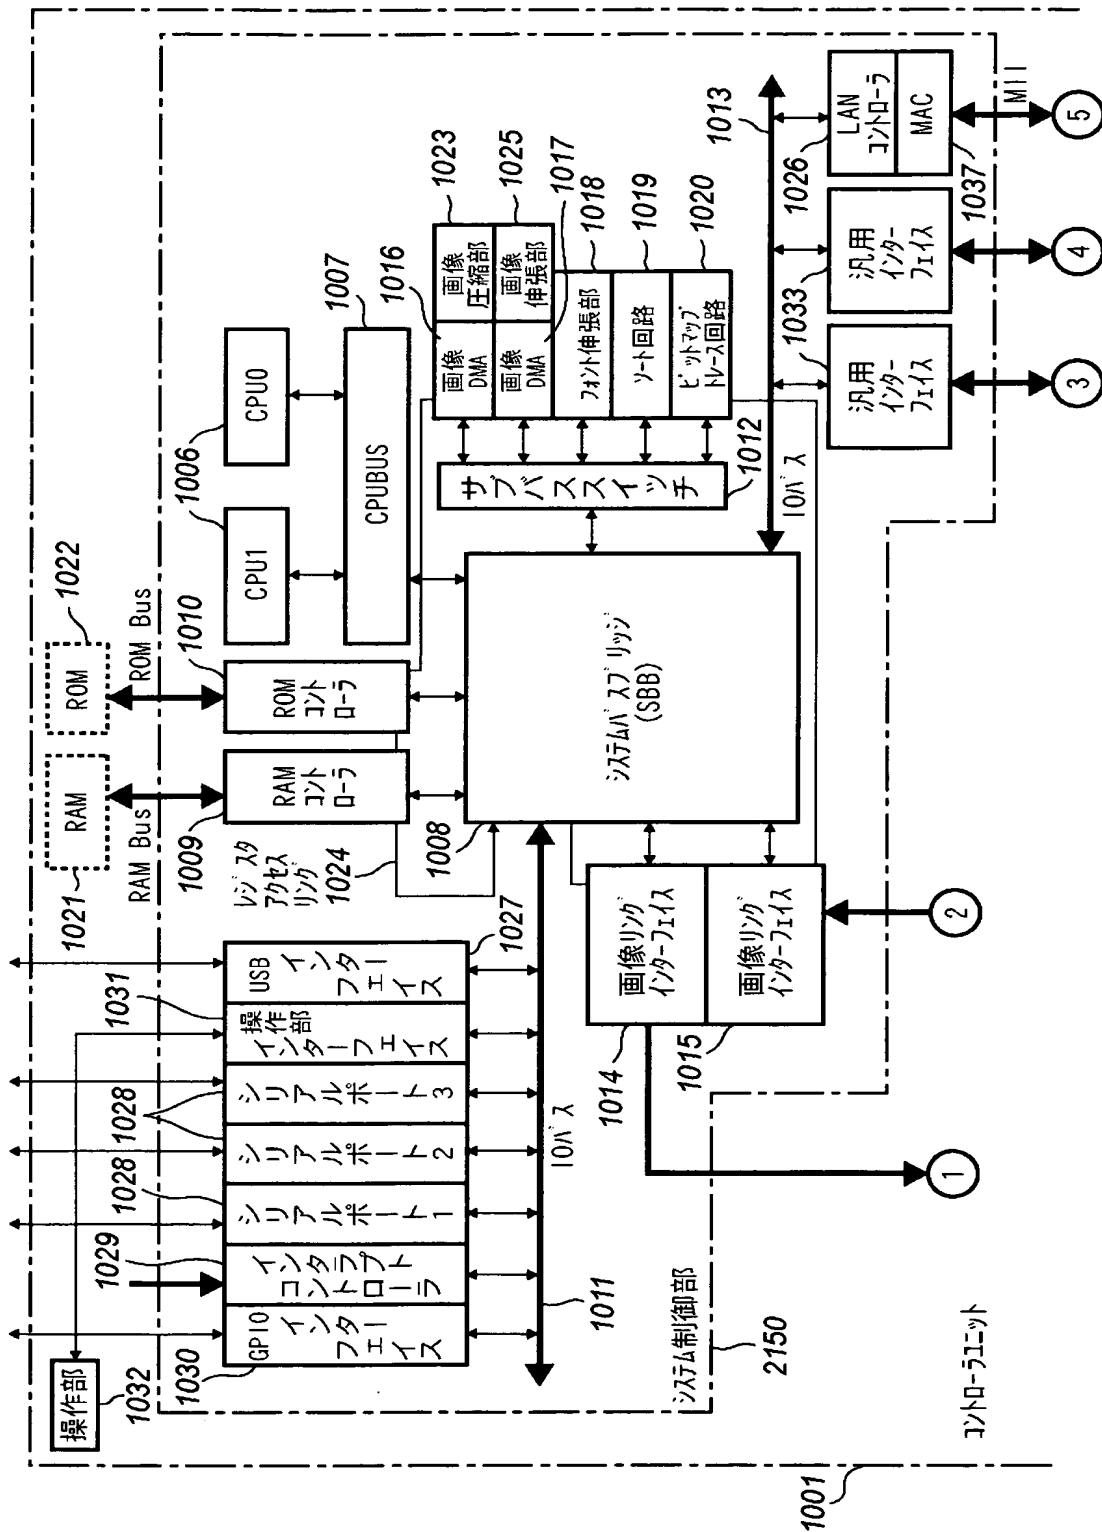 1001
コントローラユニット
操作部
1032
2150
システム制御部
1030
GPIO
インター
フェイス
1029
インタラプト
コントローラ
1028
シリアルポート1
シリアルポート2
1028
シリアルポート3
1031
操作部
インターフェイス
USB
インター
フェイス
1027
1011
IOバス
1021
RAM
RAM Bus
1009
RAM
コント
ローラ
レジスタ
アクセス
リング
1024
1008
1022
ROM
ROM Bus
1010
ROM
コント
ローラ
1006
CPU1
CPU0
1007
CPUBUS
システムバスブリッジ
(SBB)
サブバススイッチ
1012
1016
画像
DMA
画像
圧縮部
1023
画像
DMA
画像
伸張部
1025
1017
フォント伸張部
1018
ソート回路
1019
ビットマップ
トレース回路
1020
IOバス
1013
1014
画像リング
インターフェイス
1015
画像リング
インターフェイス
1
2
1033
汎用
インター
フェイス
汎用
インター
フェイス
1026
LAN
コントローラ
MAC
1037
MII
3
4
5